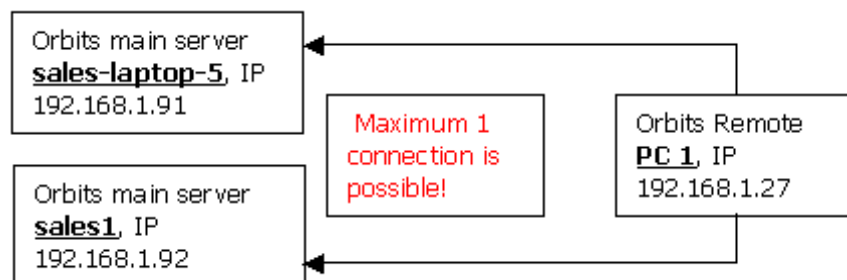 Orbits main server
sales-laptop-5, IP
192.168.1.91
Maximum 1
connection is
possible!
Orbits Remote
PC 1, IP
192.168.1.27
Orbits main server
sales1, IP
192.168.1.92